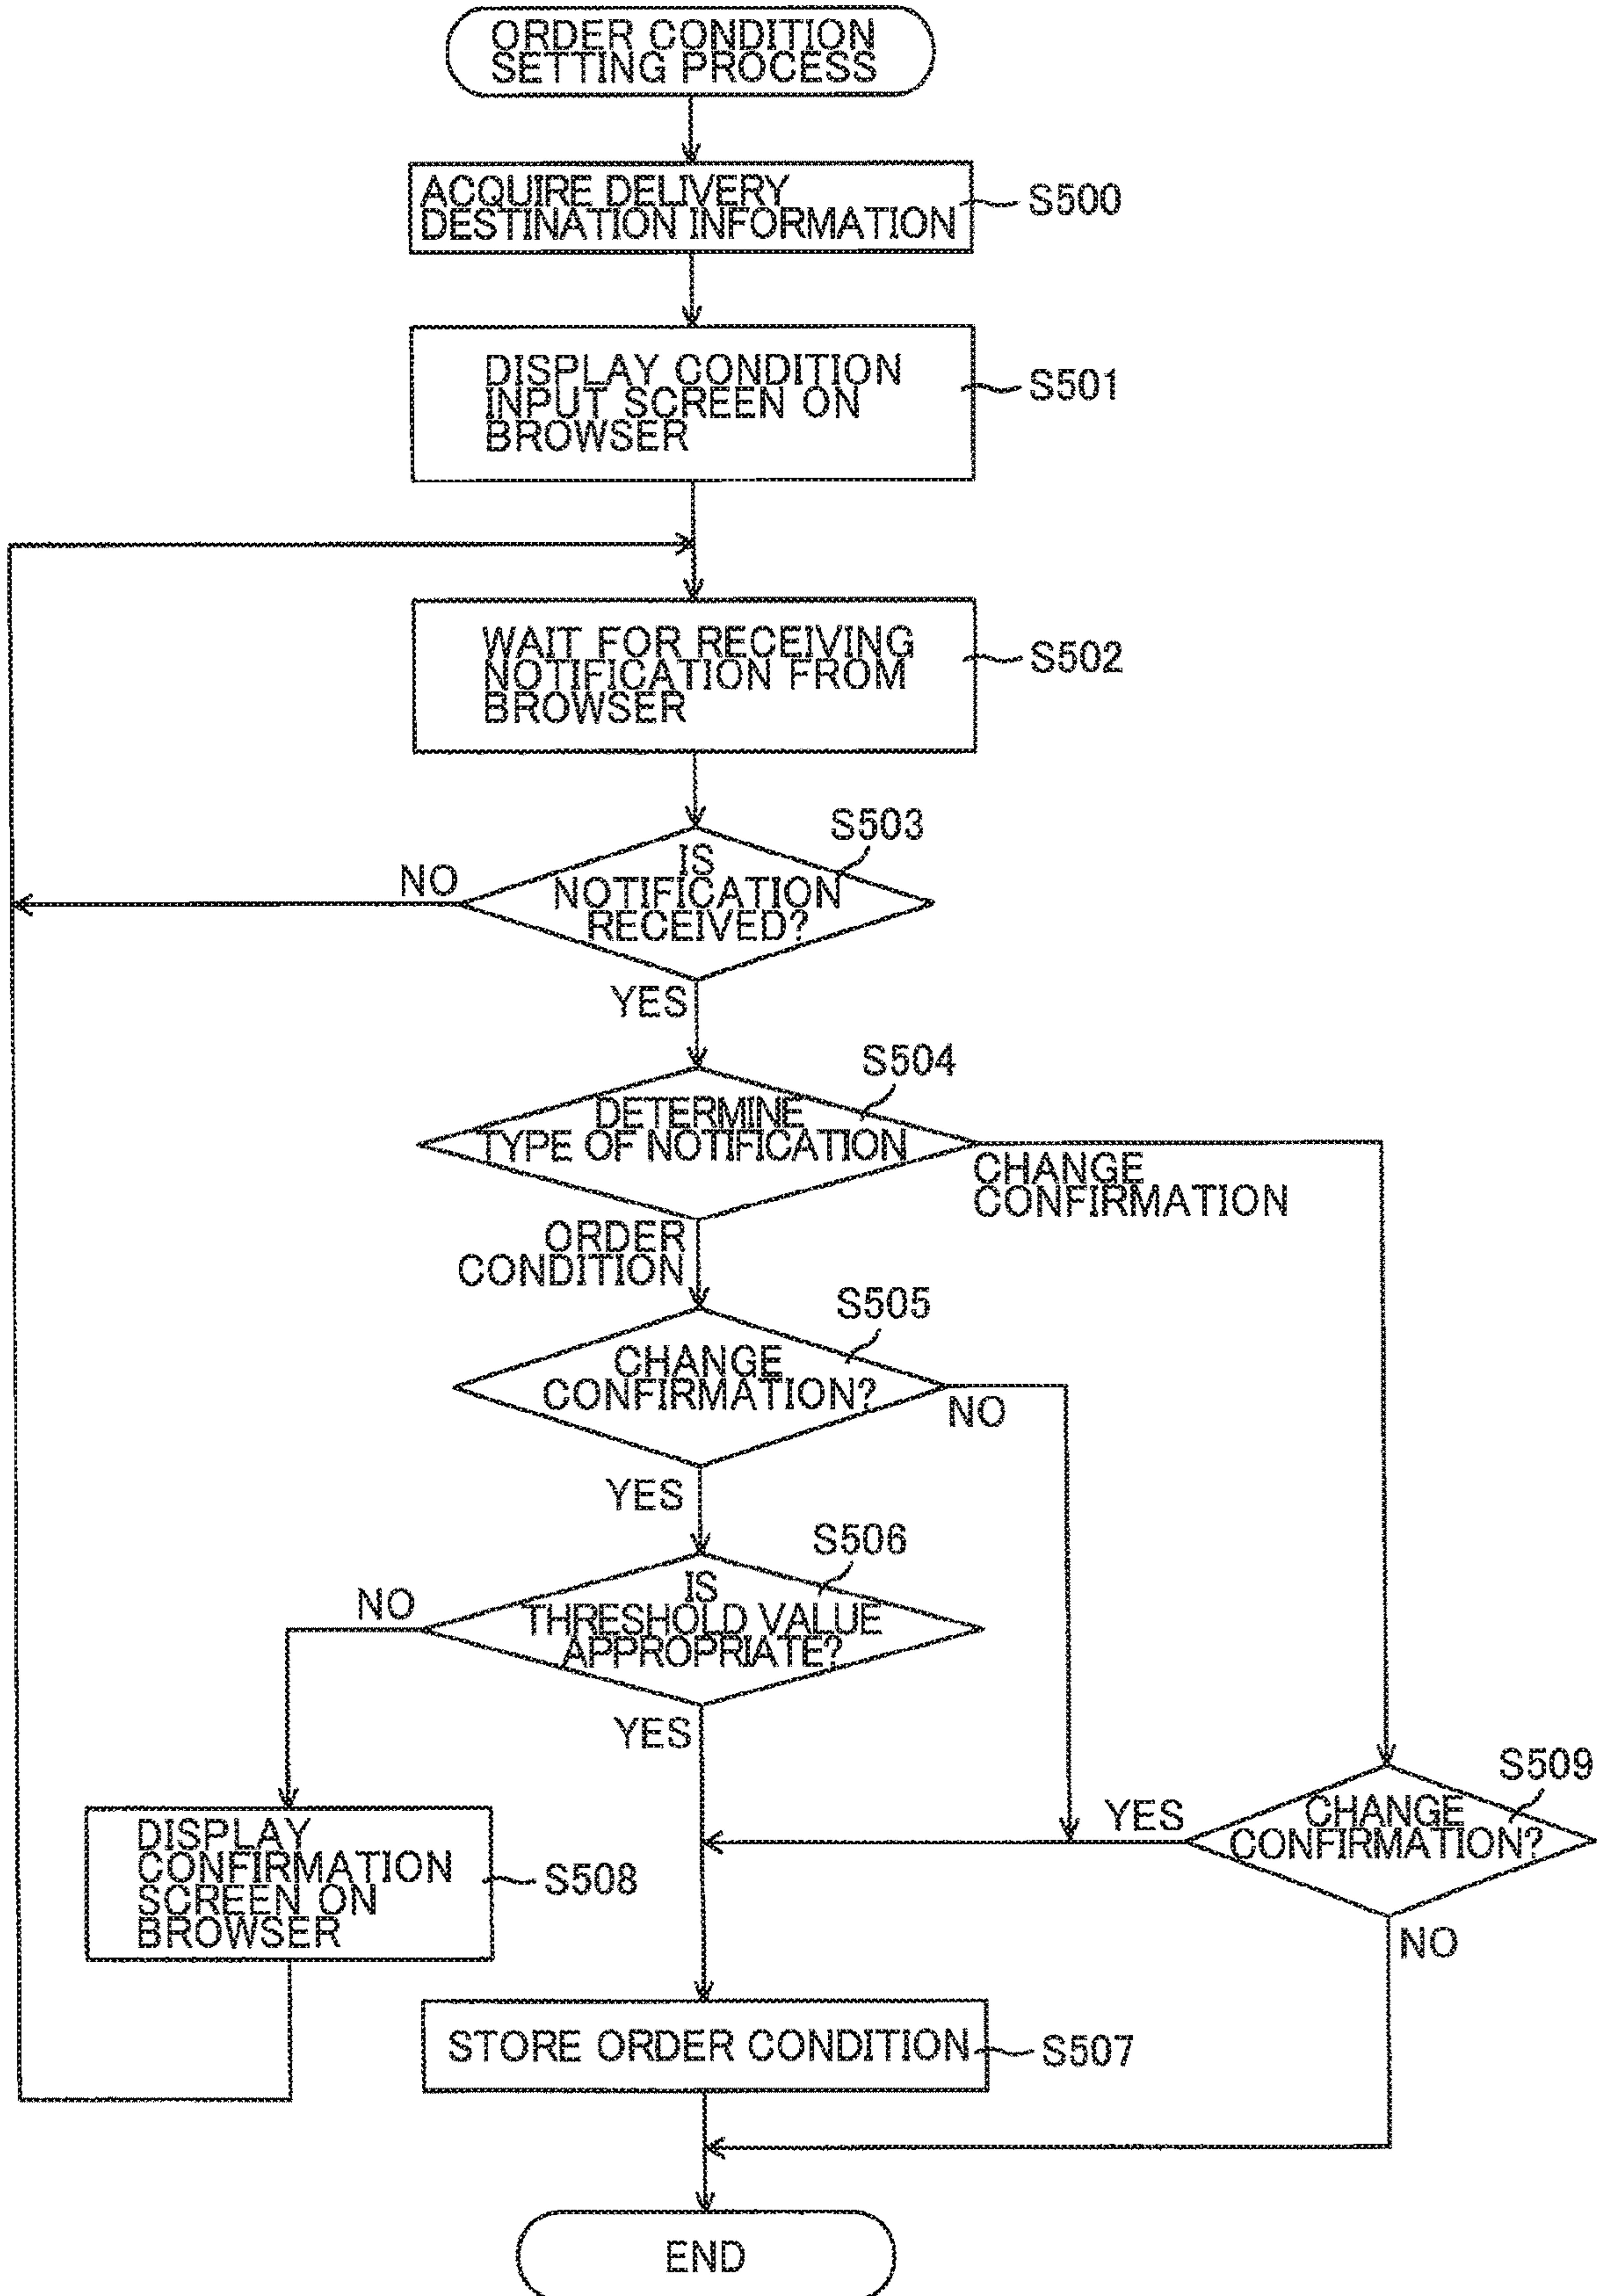 ORDER CONDITION
SETTING PROCESS
ACQUIRE DELIVERY
DESTINATION INFORMATION
S500
DISPLAY CONDITION
INPUT SCREEN ON
BROWSER
S501
WAIT FOR RECEIVING
NOTIFICATION FROM
BROWSER
S502
S503
IS
NOTIFICATION
RECEIVED?
NO
YES
S504
DETERMINE
TYPE OF NOTIFICATION
CHANGE
CONFIRMATION
ORDER
CONDITION
S505
CHANGE
CONFIRMATION?
NO
YES
S506
IS
THRESHOLD VALUE
APPROPRIATE?
NO
YES
S509
CHANGE
CONFIRMATION?
YES
NO
DISPLAY
CONFIRMATION
SCREEN ON
BROWSER
S508
STORE ORDER CONDITION
S507
END